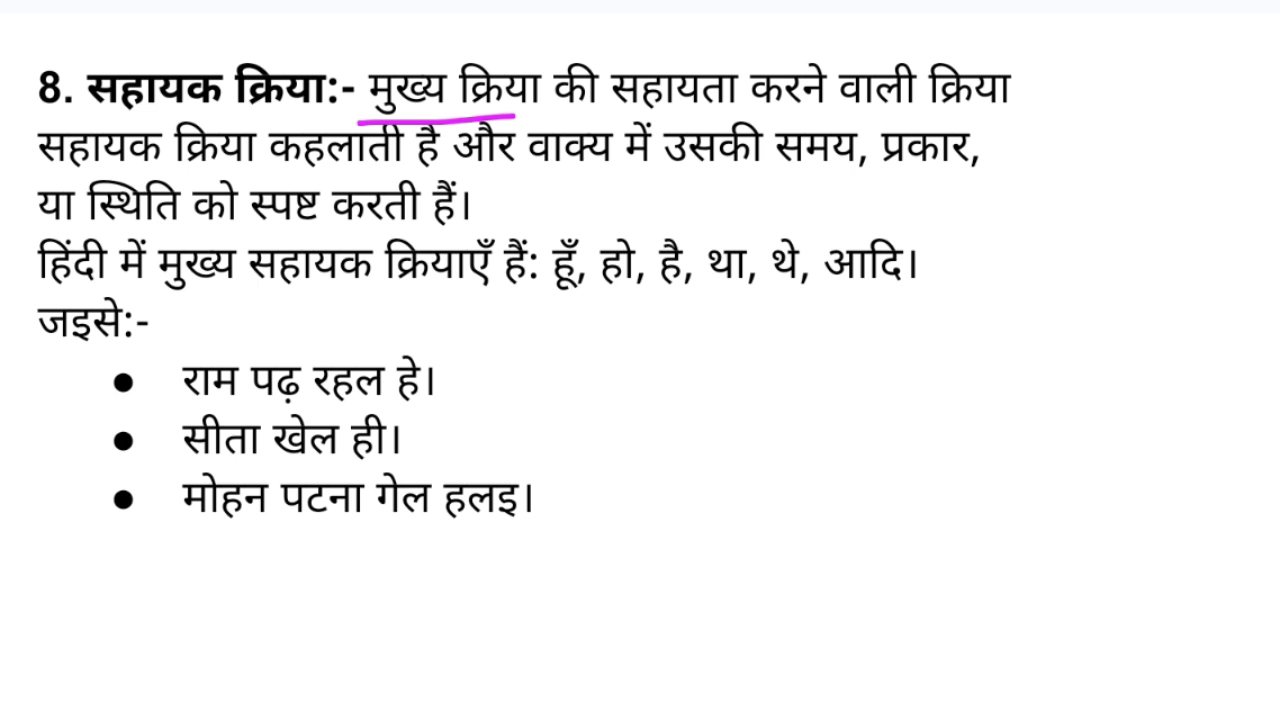 8. सहायक क्रिया:- मुख्य क्रिया की सहायता करने वाली क्रिया
सहायक क्रिया कहलाती है और वाक्य में उसकी समय, प्रकार,
या स्थिति को स्पष्ट करती हैं।
हिंदी में मुख्य सहायक क्रियाएँ हैं: हूँ, हो, है, था, थे, आदि।
जइसे:-
● राम पढ़ रहल हे।
● सीता खेल ही।
● मोहन पटना गेल हलइ।